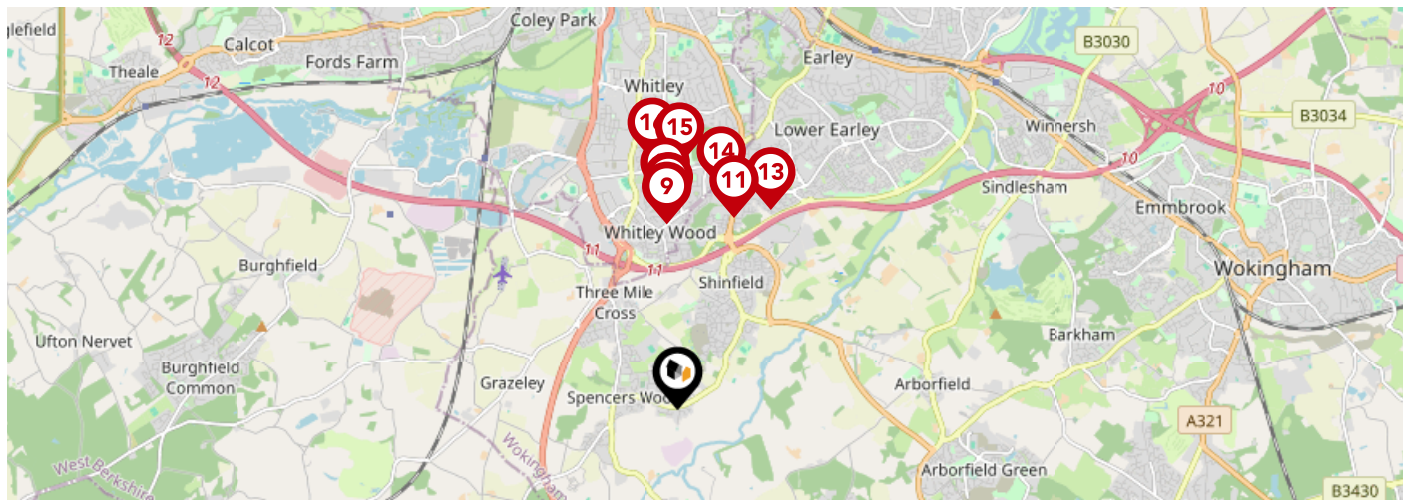 glefield
12
Calcot
Coley Park
Theale
Fords Farm
12
Whitley
Earley
B3030
10
B3034
1
15
Lower Earley
Winnersh
14
10
9
11
13
Sindlesham
Emmbrook
Whitley Wood
11
11
Burghfield
Shinfield
Wokingham
Three Mile
Cross
Ufton Nervet
Barkham
Burghfield
Common
Grazeley
Arborfield
Spencers Woo
A321
West Berkshire
Wokingham
Arborfield Green
B3430